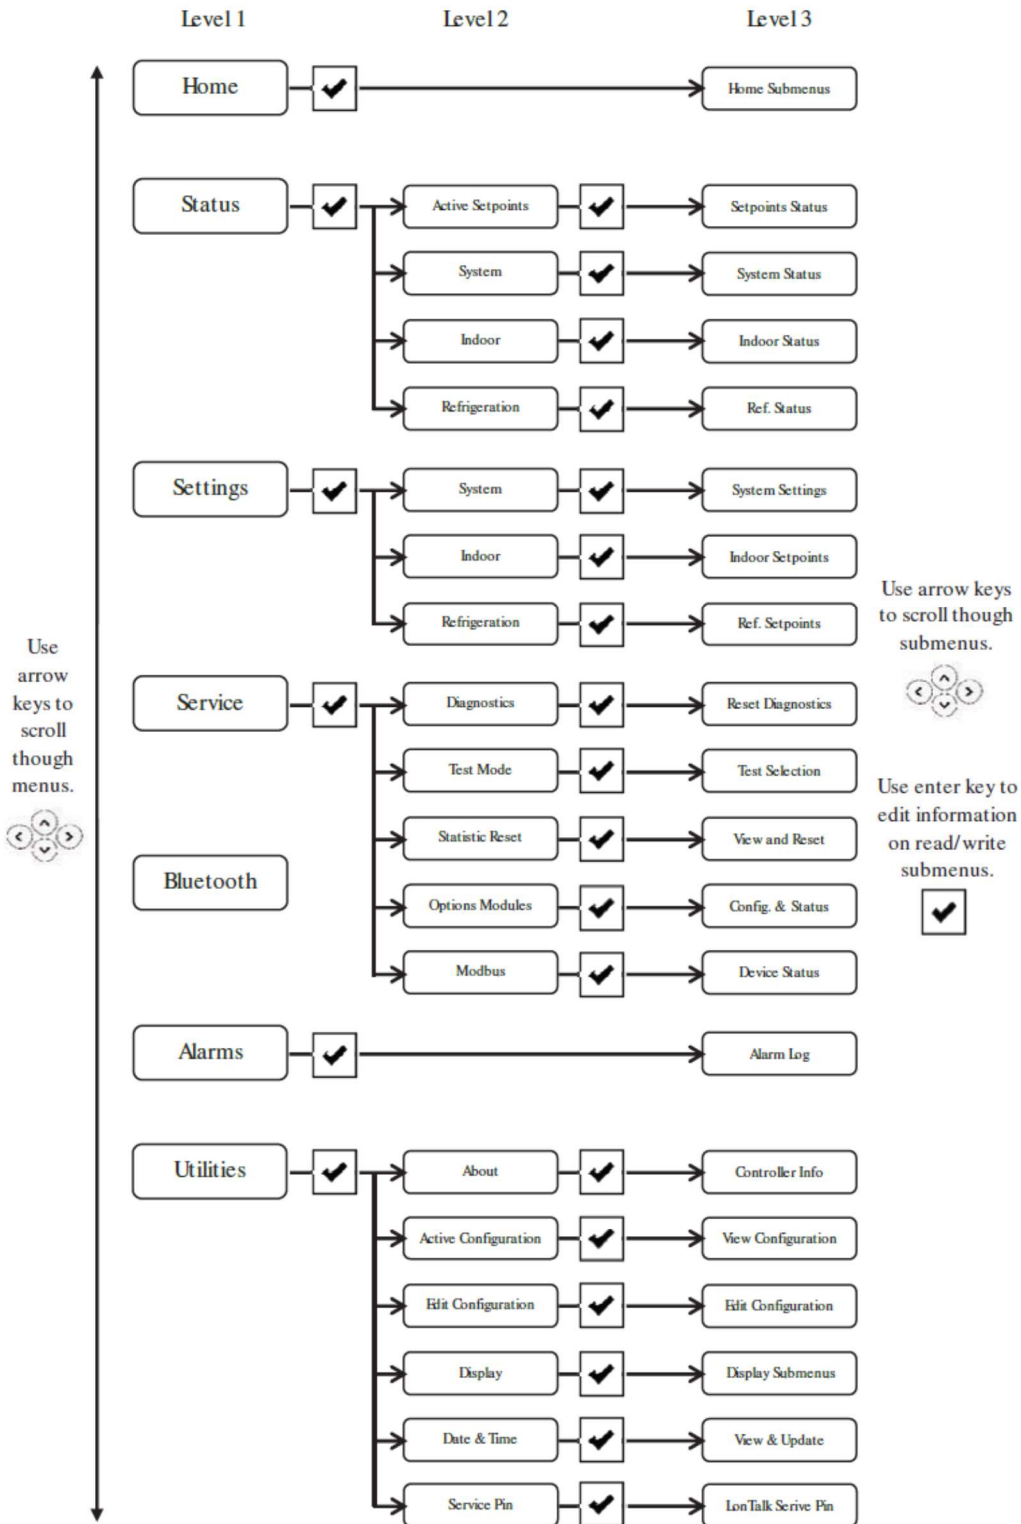 Level 1 Level 2 Level 3
Home Home Submenus
Status Active Setpoints Setpoints Status
System System Status
Indoor Indoor Status
Refrigeration Ref. Status
Settings System System Settings
Indoor Indoor Setpoints
Refrigeration Ref. Setpoints
Use arrow keys
to scroll though
submenus.
Use
arrow
keys to
scroll
though
menus.
Service Diagnostics Reset Diagnostics
Test Mode Test Selection
Use enter key to
edit information
on read/write
submenus.
Statistic Reset View and Reset
Bluetooth
Options Modules Config. & Status
Modbus Device Status
Alarms Alarm Log
Utilities About Controller Info
Active Configuration View Configuration
Edit Configuration Edit Configuration
Display Display Submenus
Date & Time View & Update
Service Pin LonTalk Serive Pin